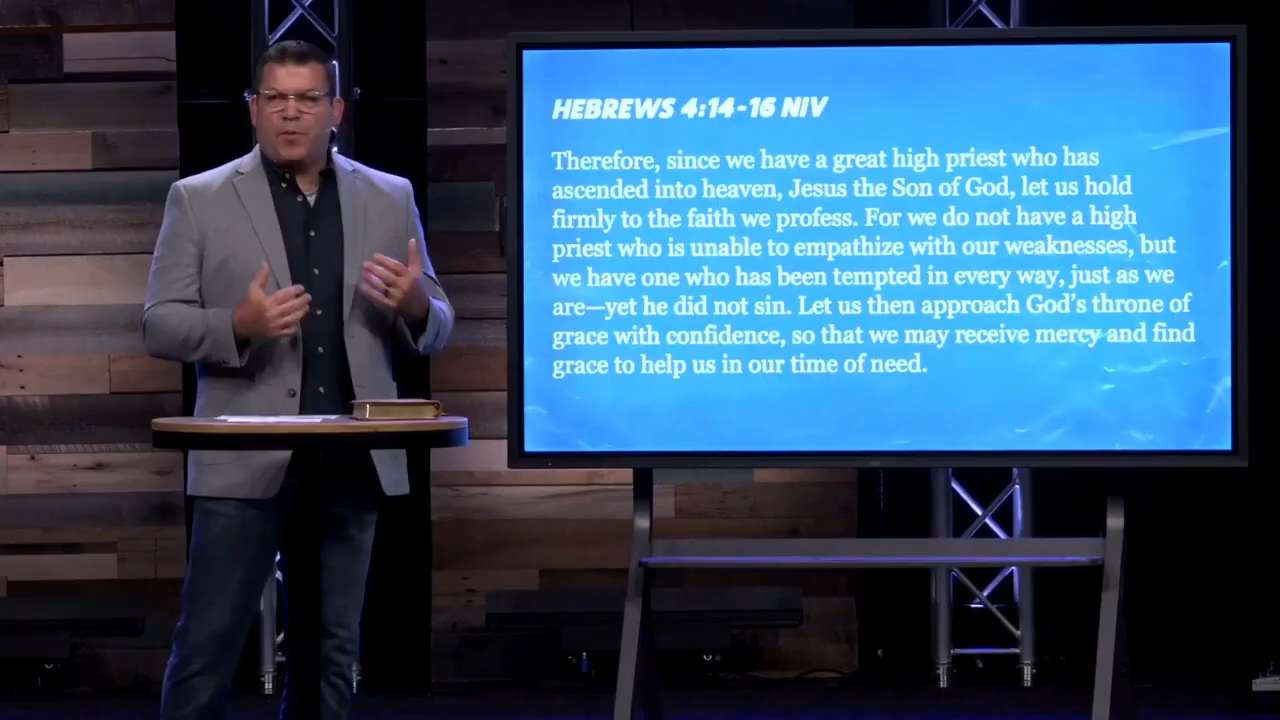 HEBREWS 4:14-16 NIV
Therefore, since we have a great high priest who has
ascended into heaven, Jesus the Son of God, let us hold
firmly to the faith we profess. For we do not have a high
priest who is unable to empathize with our weaknesses, but
we have one who has been tempted in every way, just as we
are—yet he did not sin. Let us then approach God’s throne of
grace with confidence, so that we may receive mercy and find
grace to help us in our time of need.